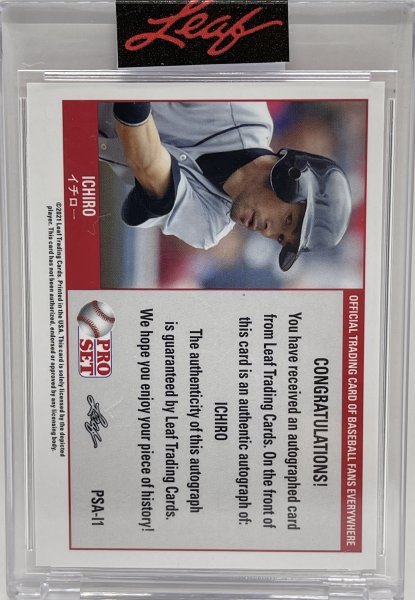 Leaf
OFFICIAL TRADING CARD OF BASEBALL FANS EVERYWHERE
CONGRATULATIONS!
You have received an autographed card
from Leaf Trading Cards. On the front of
this card is an authentic autograph of:
ICHIRO
The authenticity of this autograph
is guaranteed by Leaf Trading Cards.
We hope you enjoy your piece of history!
ICHIRO
イチロー
PRO
SET
Leaf
PSA-I1
©2021 Leaf Trading Cards. Printed in the USA. This card is solely licensed by the depicted
player. This card has not been authorized, endorsed or approved by any licensing body.